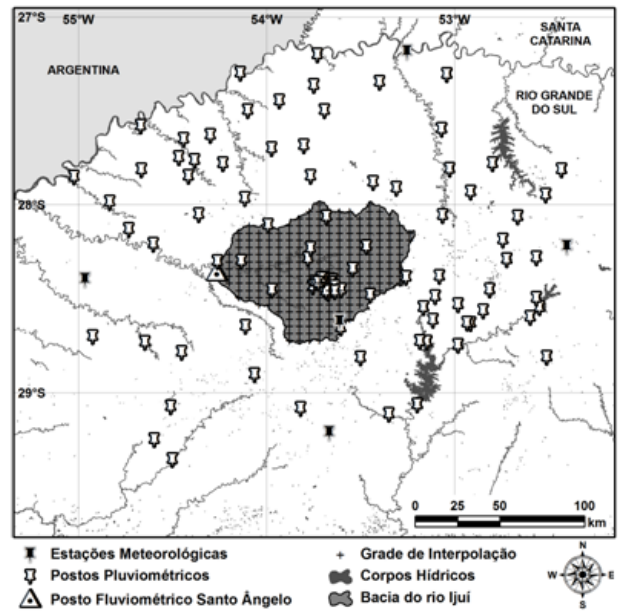 27°S
55°W
54°W
53°W
SANTA
CATARINA
ARGENTINA
RIO GRANDE
DO SUL
28°S
29°S
0 25 50 100
km
Estações Meteorológicas
Postos Pluviométricos
Posto Fluviométrico Santo Ângelo
Grade de Interpolação
Corpos Hídricos
Bacia do rio Ijuí
N
W E
S